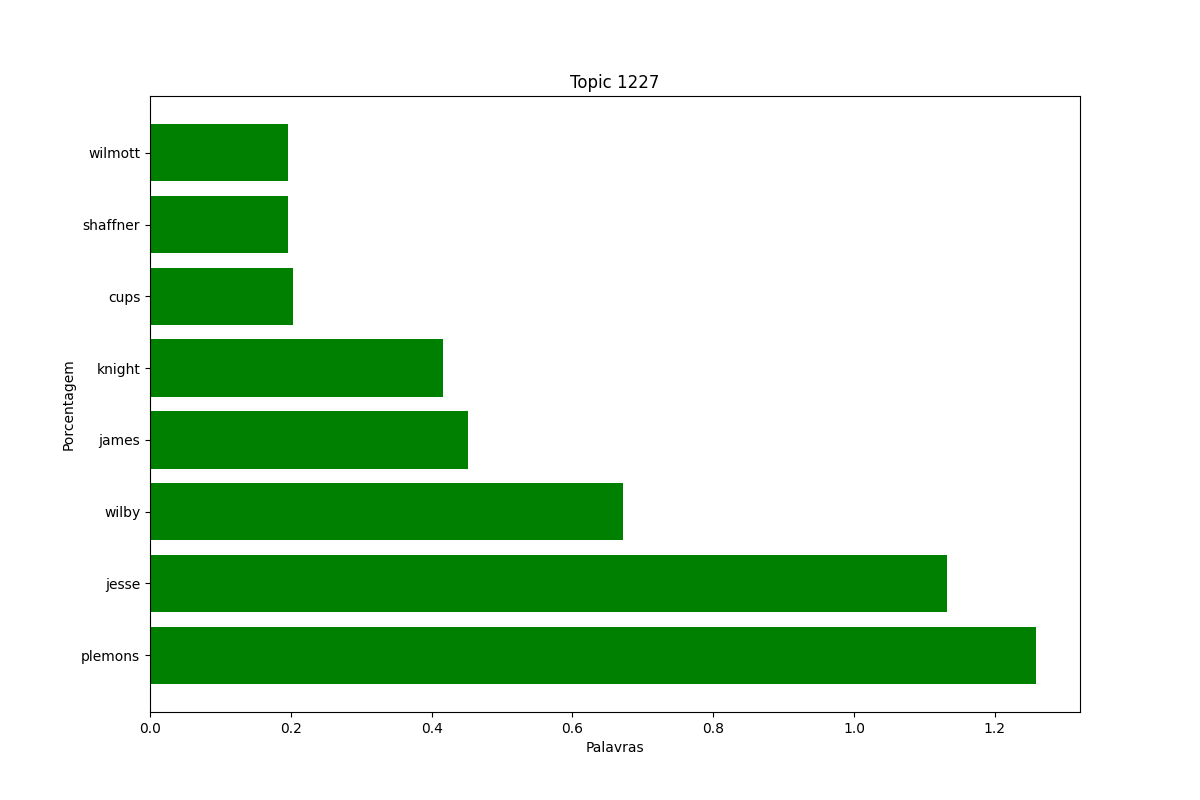 Topic 1227
wilmott
shaffner
cups
knight
james
wilby
jesse
plemons
Porcentagem
0.0 0.2 0.4 0.6 0.8 1.0 1.2
Palavras